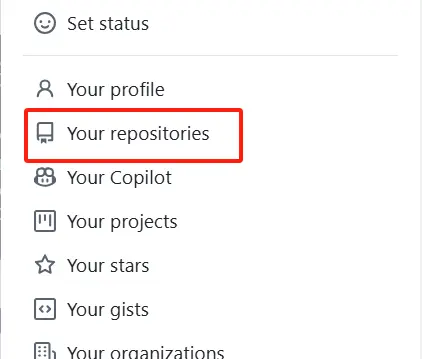 Set status
Your profile
Your repositories
Your Copilot
Your projects
Your stars
Your gists
Your organizations